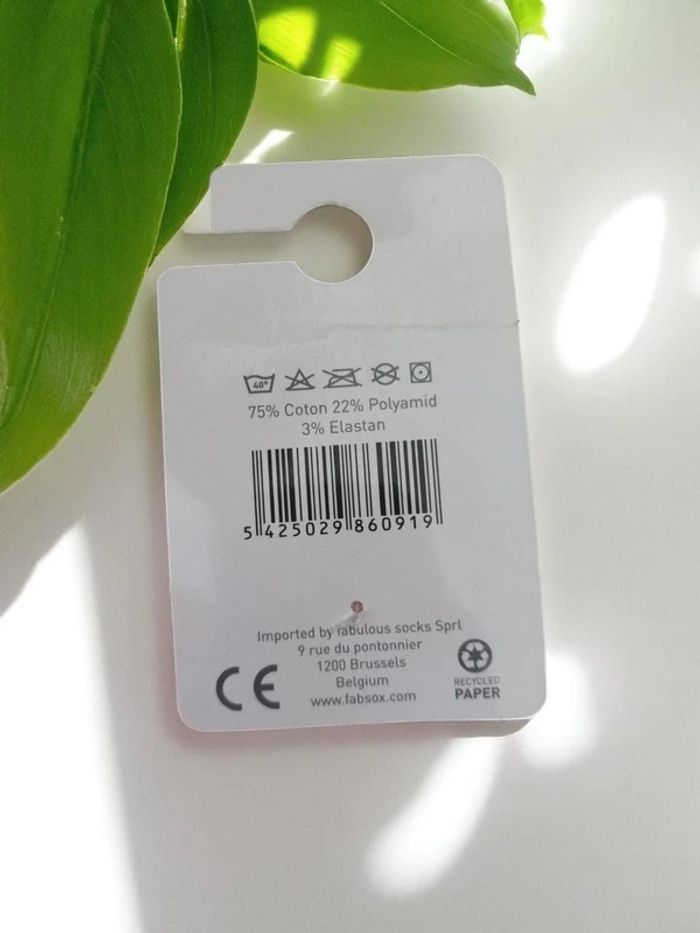 40°
75% Coton 22% Polyamid
3% Elastan
5 425029 860919
Imported by fabulous socks Sprl
9 rue du pontonnier
1200 Brussels
Belgium
www.fabsox.com
CE
RECYCLED
PAPER